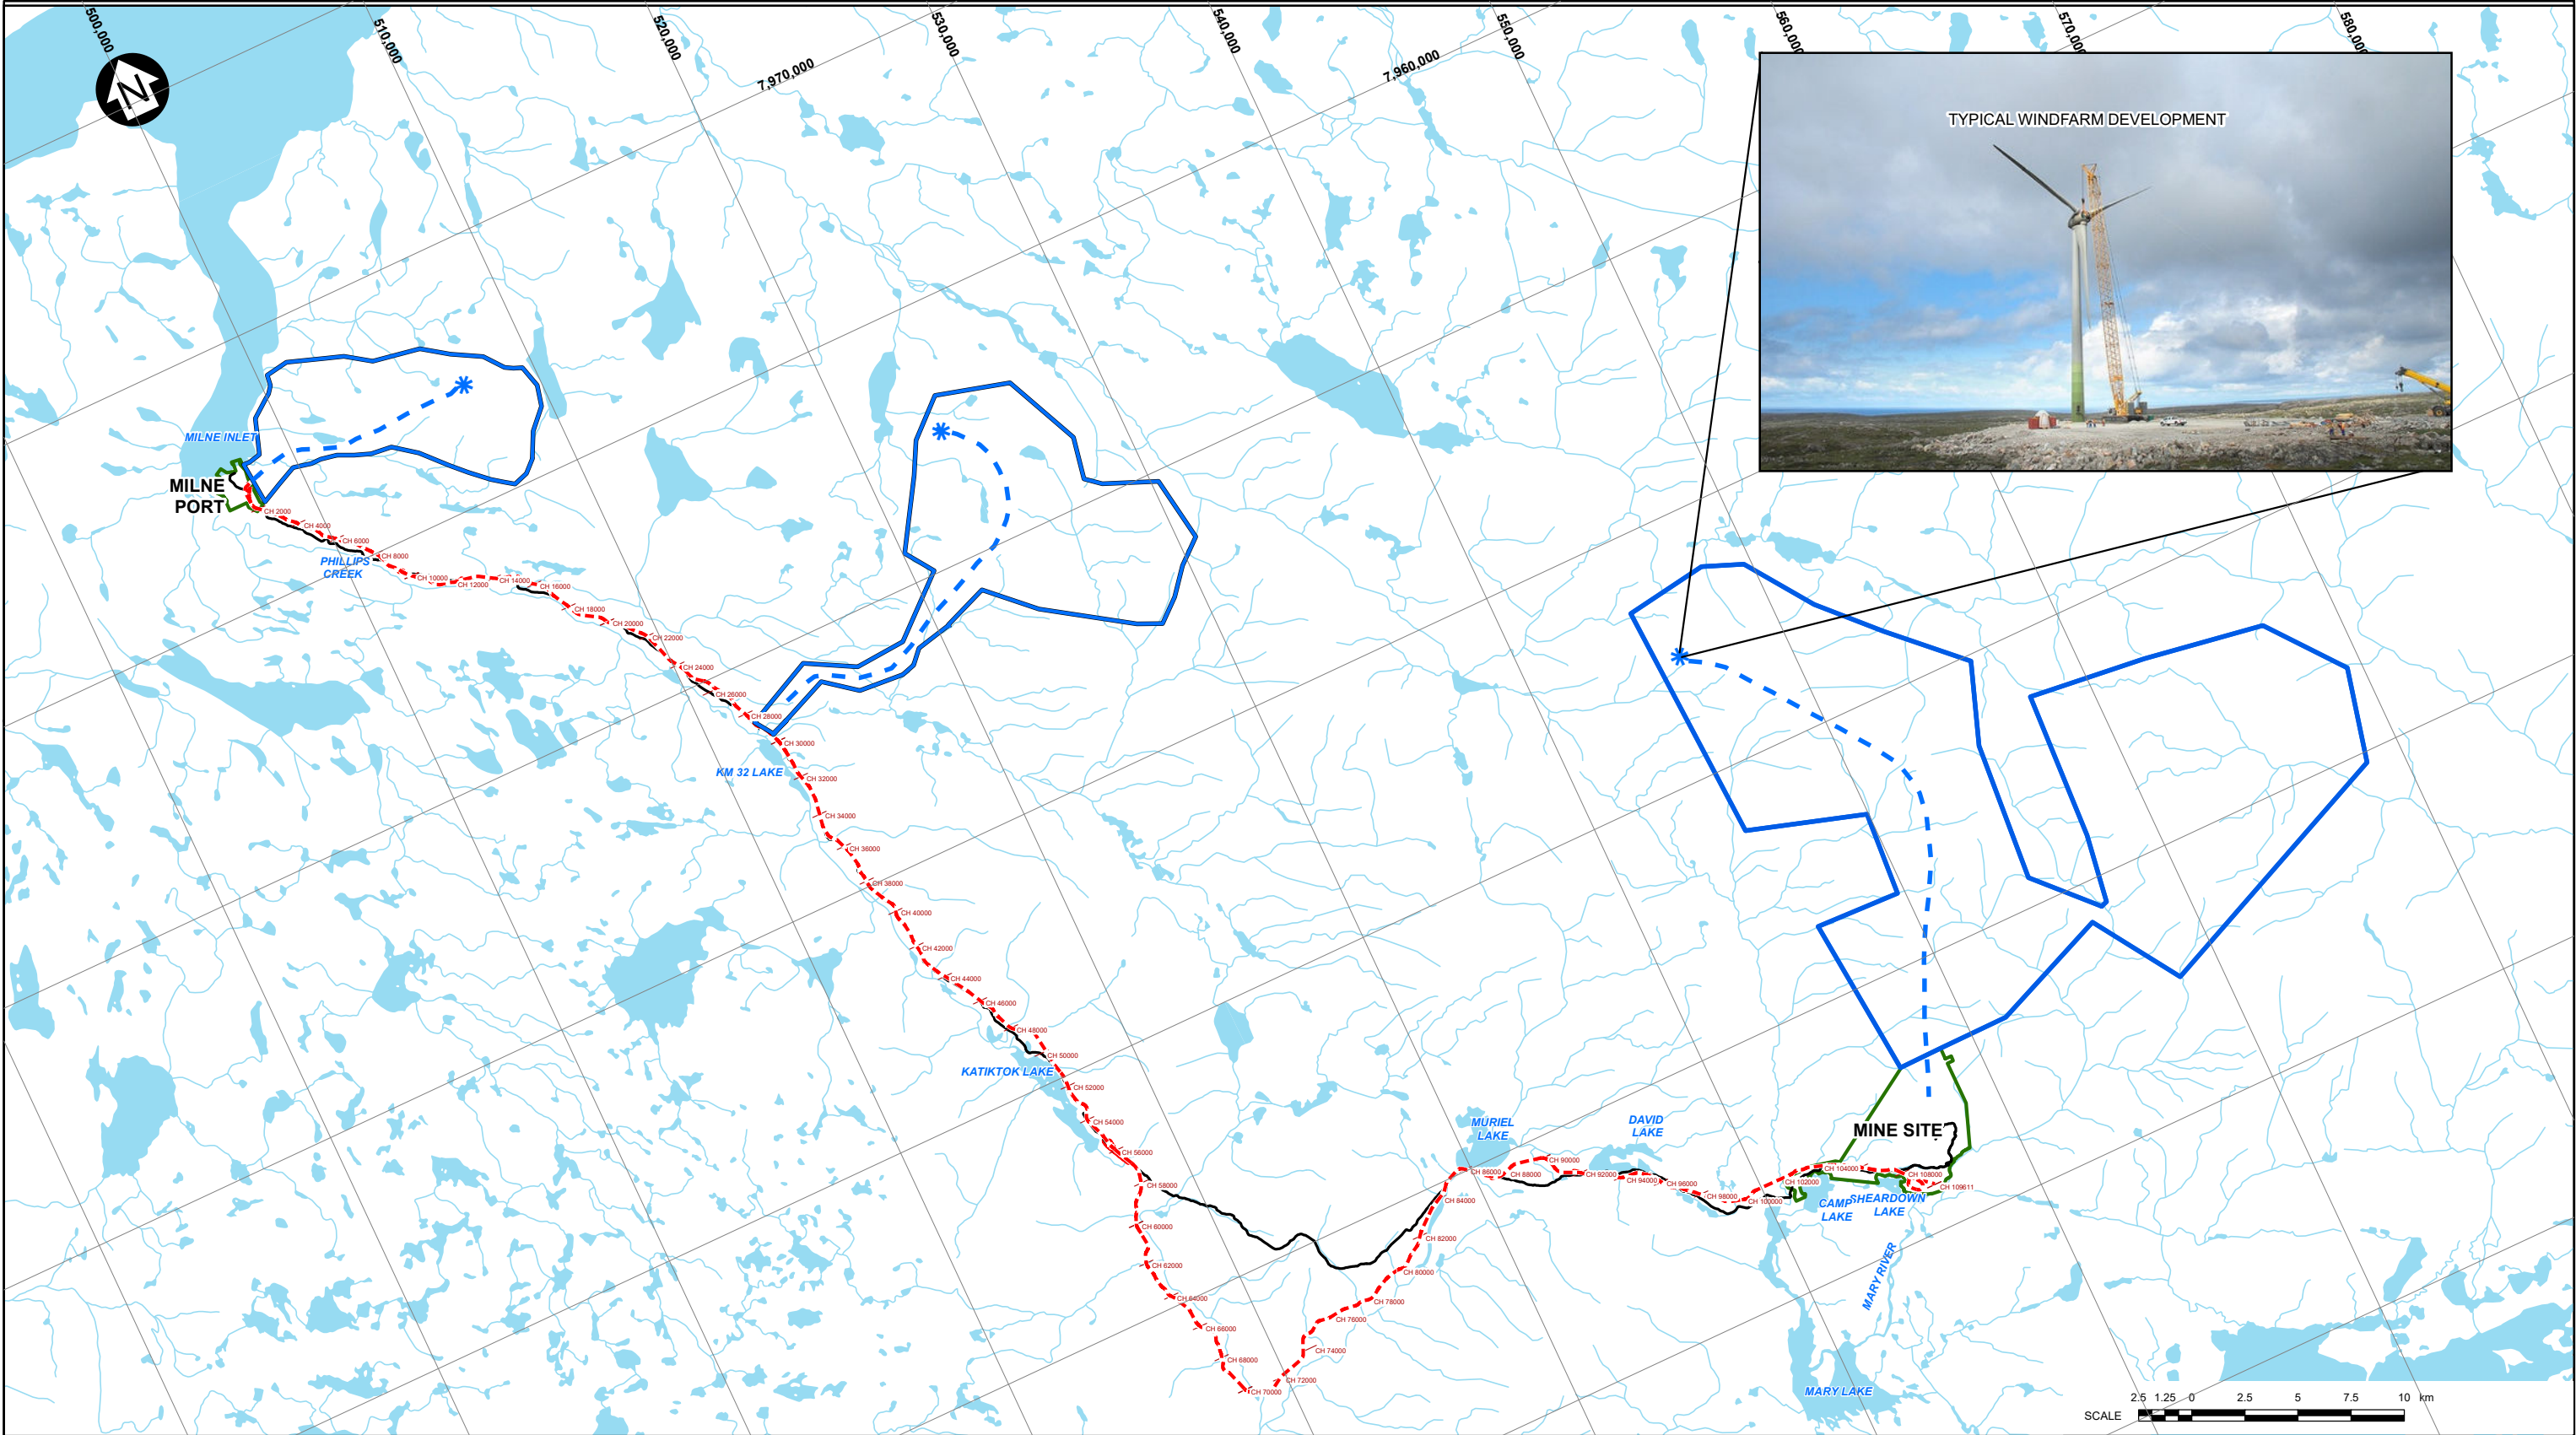 500,000
510,000
520,000
530,000
540,000
550,000
560,000
570,000
580,000
7,970,000
7,960,000
N
TYPICAL WINDFARM DEVELOPMENT
MILNE INLET
MILNE
PORT
CH 2000
CH 4000
CH 6000
CH 8000
PHILLIPS
CREEK
CH 10000
CH 12000
CH 14000
CH 16000
CH 18000
CH 20000
CH 22000
CH 24000
CH 26000
CH 28000
CH 30000
KM 32 LAKE
CH 32000
CH 34000
CH 36000
CH 38000
CH 40000
CH 42000
CH 44000
CH 46000
CH 48000
CH 50000
KATIKTOK LAKE
CH 52000
CH 54000
CH 56000
CH 58000
CH 60000
CH 62000
CH 64000
CH 66000
CH 68000
CH 70000
CH 72000
CH 74000
CH 76000
CH 78000
CH 80000
CH 82000
CH 84000
MURIEL
LAKE
CH 86000
CH 88000
CH 90000
DAVID
LAKE
CH 92000
CH 94000
CH 96000
CH 98000
CH 100000
CH 102000
MINE SITE
CH 104000
CH 108000
CH 109611
CAMP
LAKE
SHEARDOWN
LAKE
MARY RIVER
MARY LAKE
2.5 1.25 0 2.5 5 7.5 10 km
SCALE